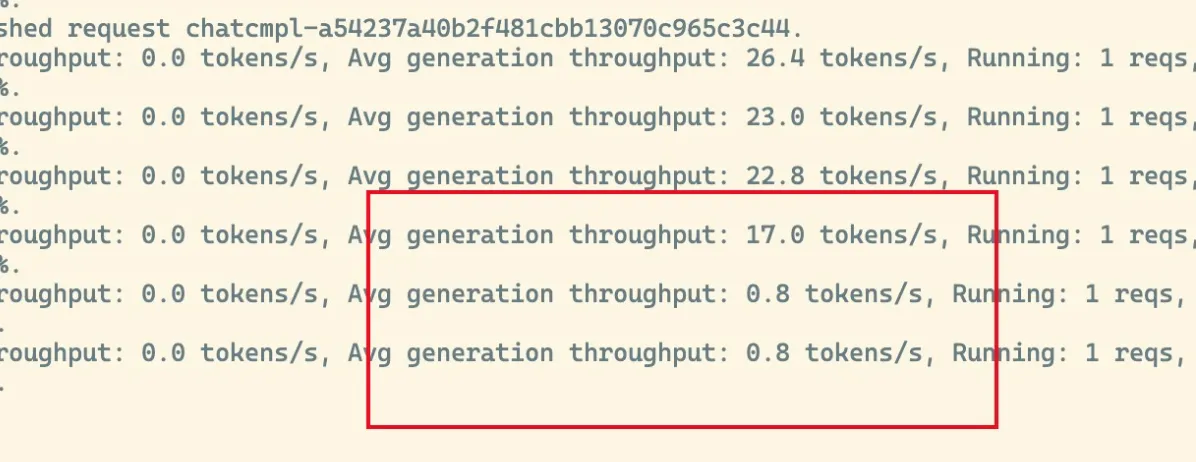 %.
shed request chatcmpl-a54237a40b2f481cbb13070c965c3c44.
roughput: 0.0 tokens/s, Avg generation throughput: 26.4 tokens/s, Running: 1 reqs,
%.
roughput: 0.0 tokens/s, Avg generation throughput: 23.0 tokens/s, Running: 1 reqs,
%.
roughput: 0.0 tokens/s, Avg generation throughput: 22.8 tokens/s, Running: 1 reqs,
%.
roughput: 0.0 tokens/s, Avg generation throughput: 17.0 tokens/s, Running: 1 reqs,
%.
roughput: 0.0 tokens/s, Avg generation throughput: 0.8 tokens/s, Running: 1 reqs,
.
roughput: 0.0 tokens/s, Avg generation throughput: 0.8 tokens/s, Running: 1 reqs,
.